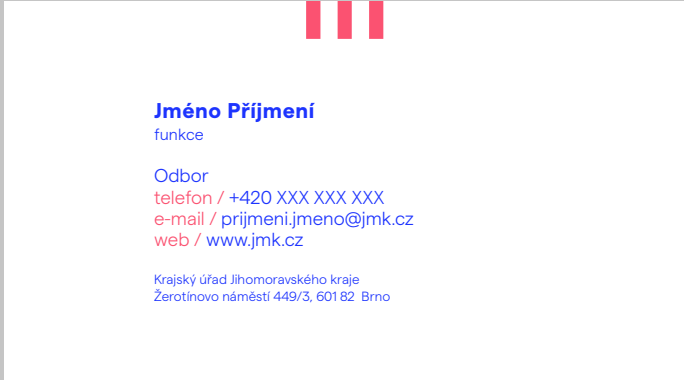 Jméno Příjmení
funkce
Odbor
telefon / +420 XXX XXX XXX
e-mail / prijmeni.jmeno@jmk.cz
web / www.jmk.cz
Krajský úřad Jihomoravského kraje
Žerotínovo náměstí 449/3, 601 82 Brno